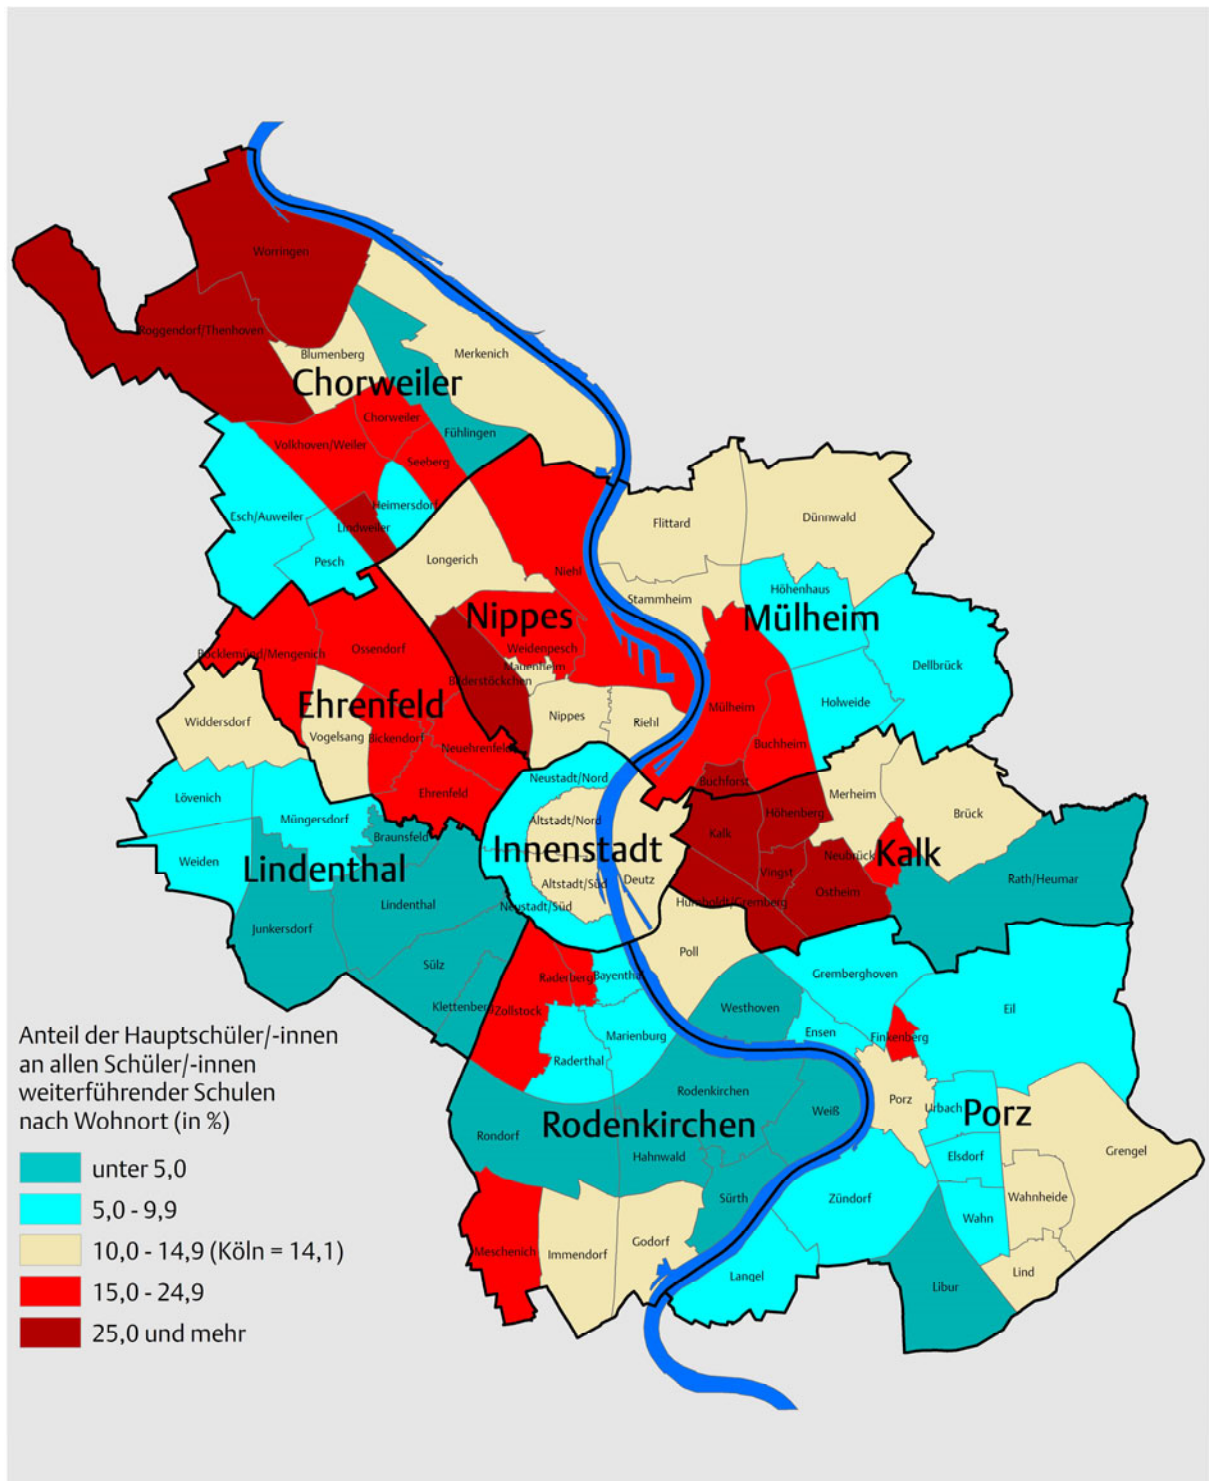 Worringen
Roggendorf/Thenhoven
Blumenberg
Merkenich
Chorweiler
Chorweiler
Fühlingen
Volkhoven/Weiler
Seeberg
Heimersdorf
Esch/Auweiler
Lindweiler
Pesch
Longerich
Niehl
Flittard
Dünnwald
Stammheim
Höhenhaus
Mülheim
Nippes
Weidenpesch
Mauenheim
Bilderstöckchen
Bocklemünd/Mengenich
Ossendorf
Dellbrück
Holweide
Ehrenfeld
Widdersdorf
Vogelsang
Bickendorf
Neuehrenfeld
Nippes
Riehl
Mülheim
Buchheim
Ehrenfeld
Neustadt/Nord
Buchforst
Merheim
Brück
Lövenich
Müngersdorf
Braunsfeld
Altstadt/Nord
Höhenberg
Kalk
Innenstadt
Kalk
Neubrück
Weiden
Lindenthal
Altstadt/Süd
Deutz
Vingst
Ostheim
Rath/Heumar
Lindenthal
Neustadt/Süd
Humboldt/Gremberg
Junkersdorf
Sülz
Poll
Raderberg
Bayenthal
Gremberghoven
Klettenberg
Zollstock
Westhoven
Eil
Marienburg
Ensen
Finkenberg
Raderthal
Rodenkirchen
Porz
Urbach
Porz
Weiß
Rodenkirchen
Rondorf
Hahnwald
Elsdorf
Grengel
Sürth
Zündorf
Wahnheide
Wahn
Meschenich
Immendorf
Godorf
Langel
Libur
Lind
Anteil der Hauptschüler/-innen
an allen Schüler/-innen
weiterführender Schulen
nach Wohnort (in %)
unter 5,0
5,0 - 9,9
10,0 - 14,9 (Köln = 14,1)
15,0 - 24,9
25,0 und mehr